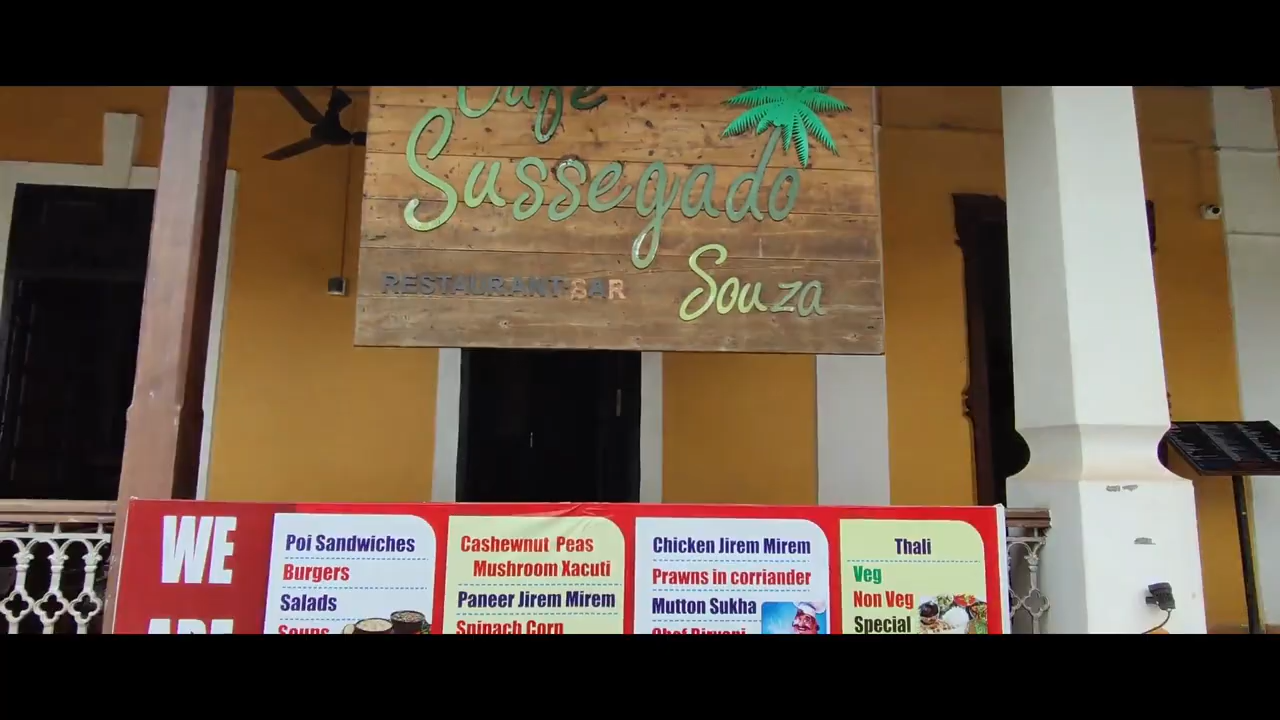 Cafe
Sussegado
Souza
RESTAURANT-BAR
WE
ARE
Poi Sandwiches
Burgers
Salads
Soups
Cashewnut Peas
Mushroom Xacuti
Paneer Jirem Mirem
Spinach Corn
Chicken Jirem Mirem
Prawns in corriander
Mutton Sukha
Chef Biryani
Thali
Veg
Non Veg
Special